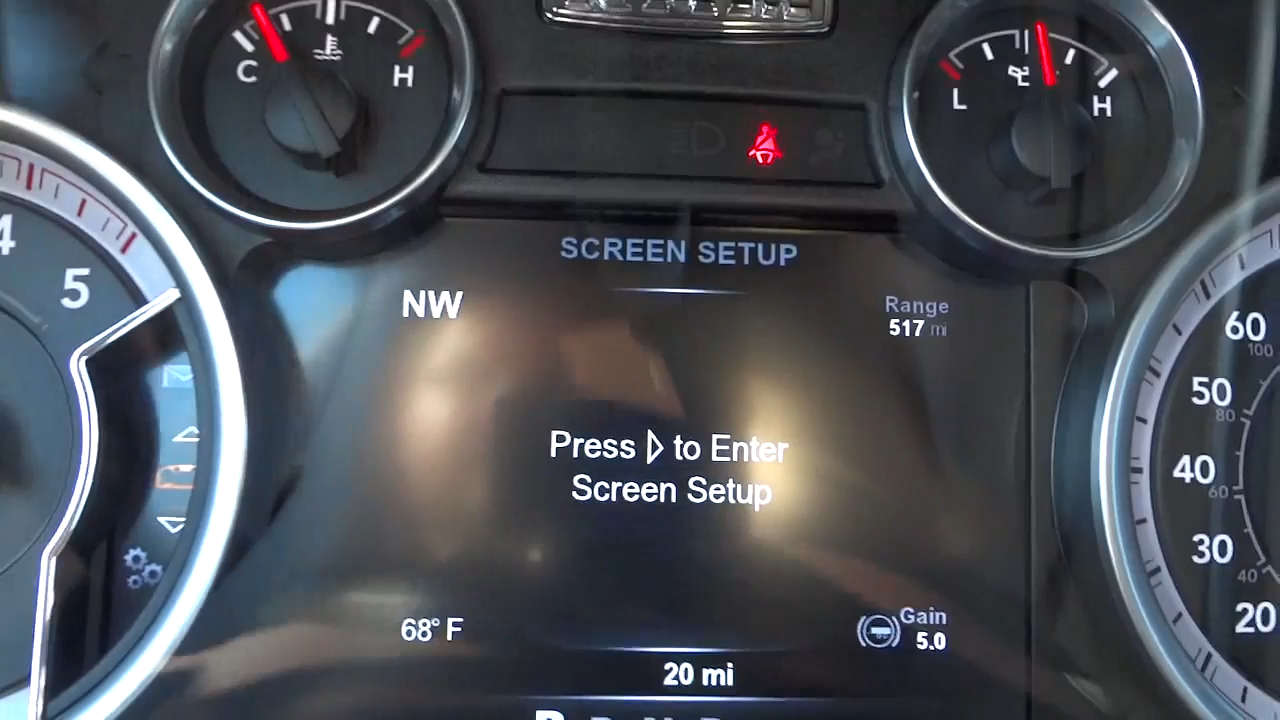 C H
L H
SCREEN SETUP
NW
Range
517 mi
4
5
60
100
50
80
40
60
30
40
20
Press to Enter
Screen Setup
68° F
Gain
5.0
20 mi